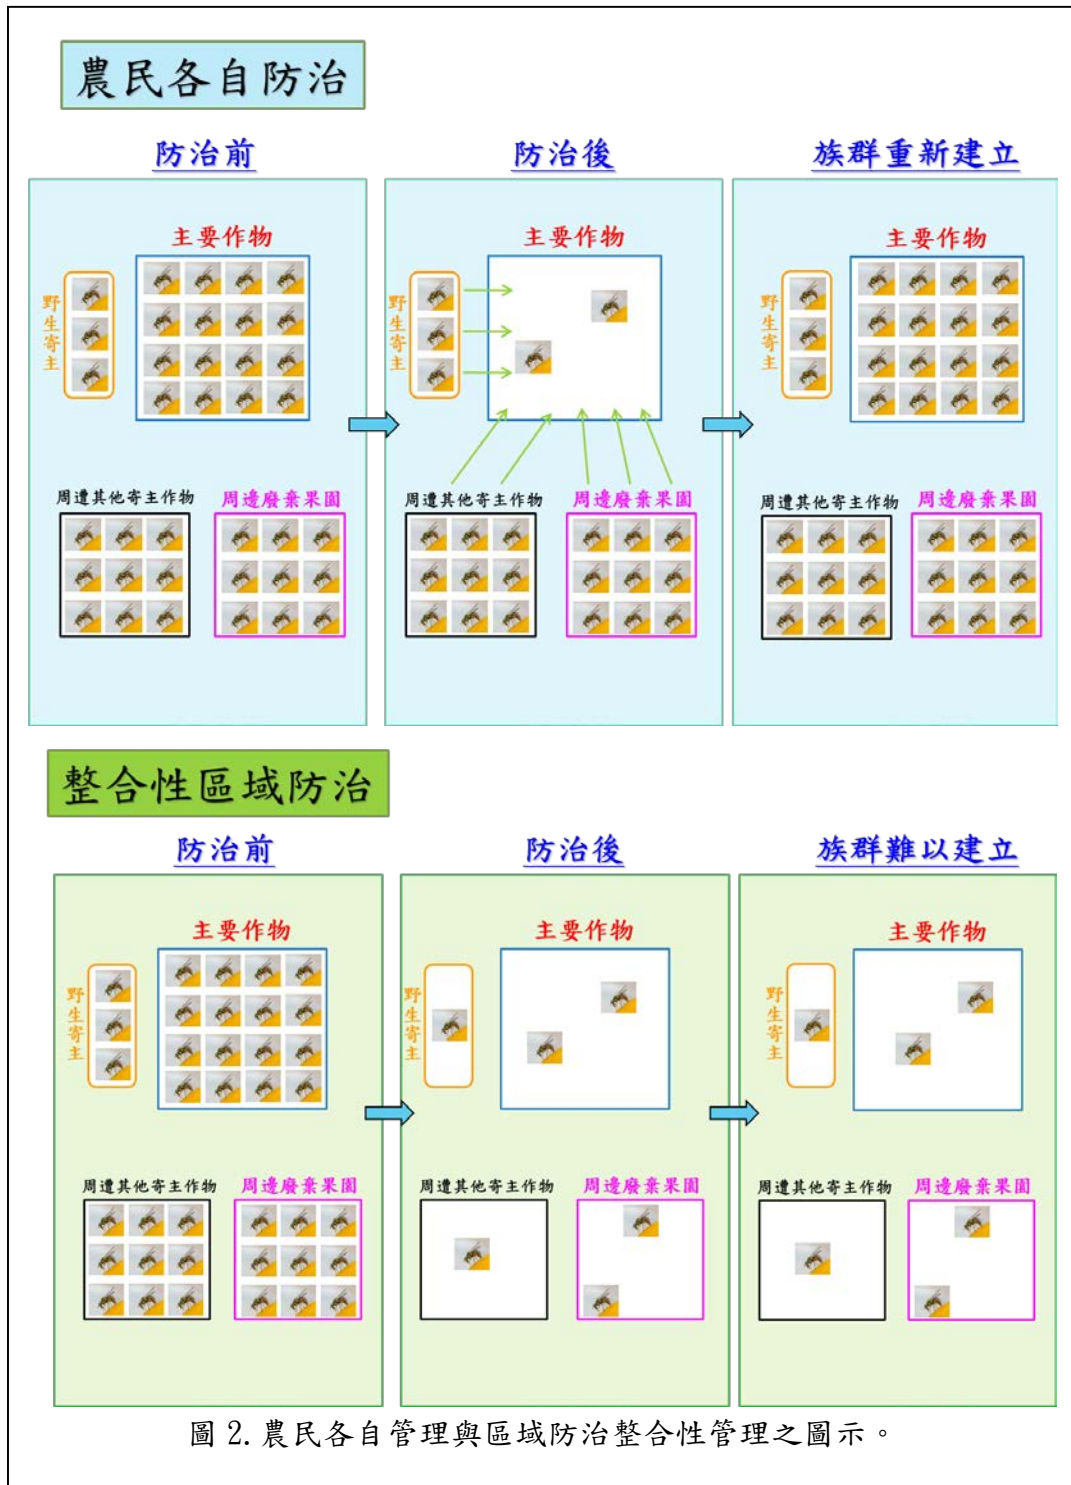 農民各自防治
防治前
防治後
族群重新建立
主要作物
野生寄主
周遭其他寄主作物
周邊廢棄果園
主要作物
野生寄主
周遭其他寄主作物
周邊廢棄果園
主要作物
野生寄主
周遭其他寄主作物
周邊廢棄果園
整合性區域防治
防治前
防治後
族群難以建立
主要作物
野生寄主
周遭其他寄主作物
周邊廢棄果園
主要作物
野生寄主
周遭其他寄主作物
周邊廢棄果園
主要作物
野生寄主
周遭其他寄主作物
周邊廢棄果園
圖 2.農民各自管理與區域防治整合性管理之圖示。